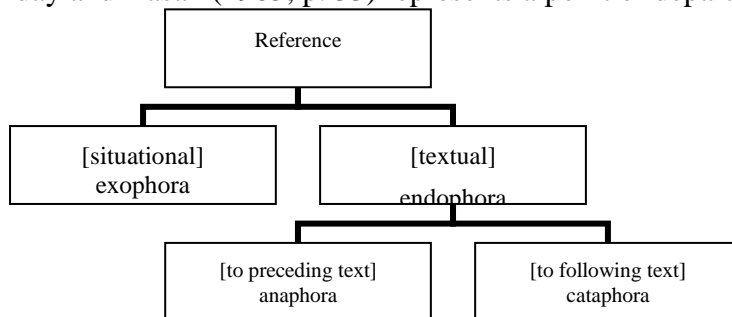 Reference
[situational]
exophora
[textual]
endophora
[to preceding text]
anaphora
[to following text]
cataphora